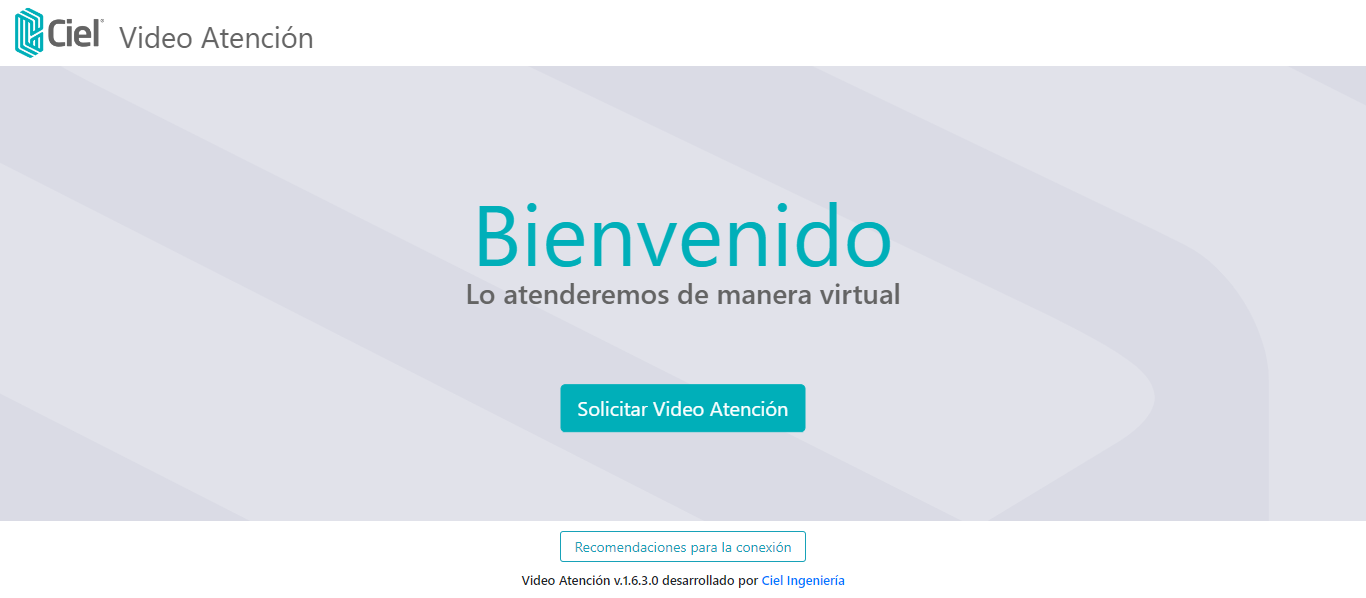 Ciel® Video Atención
Bienvenido
Lo atenderemos de manera virtual
Solicitar Video Atención
Recomendaciones para la conexión
Video Atención v.1.6.3.0 desarrollado por Ciel Ingeniería